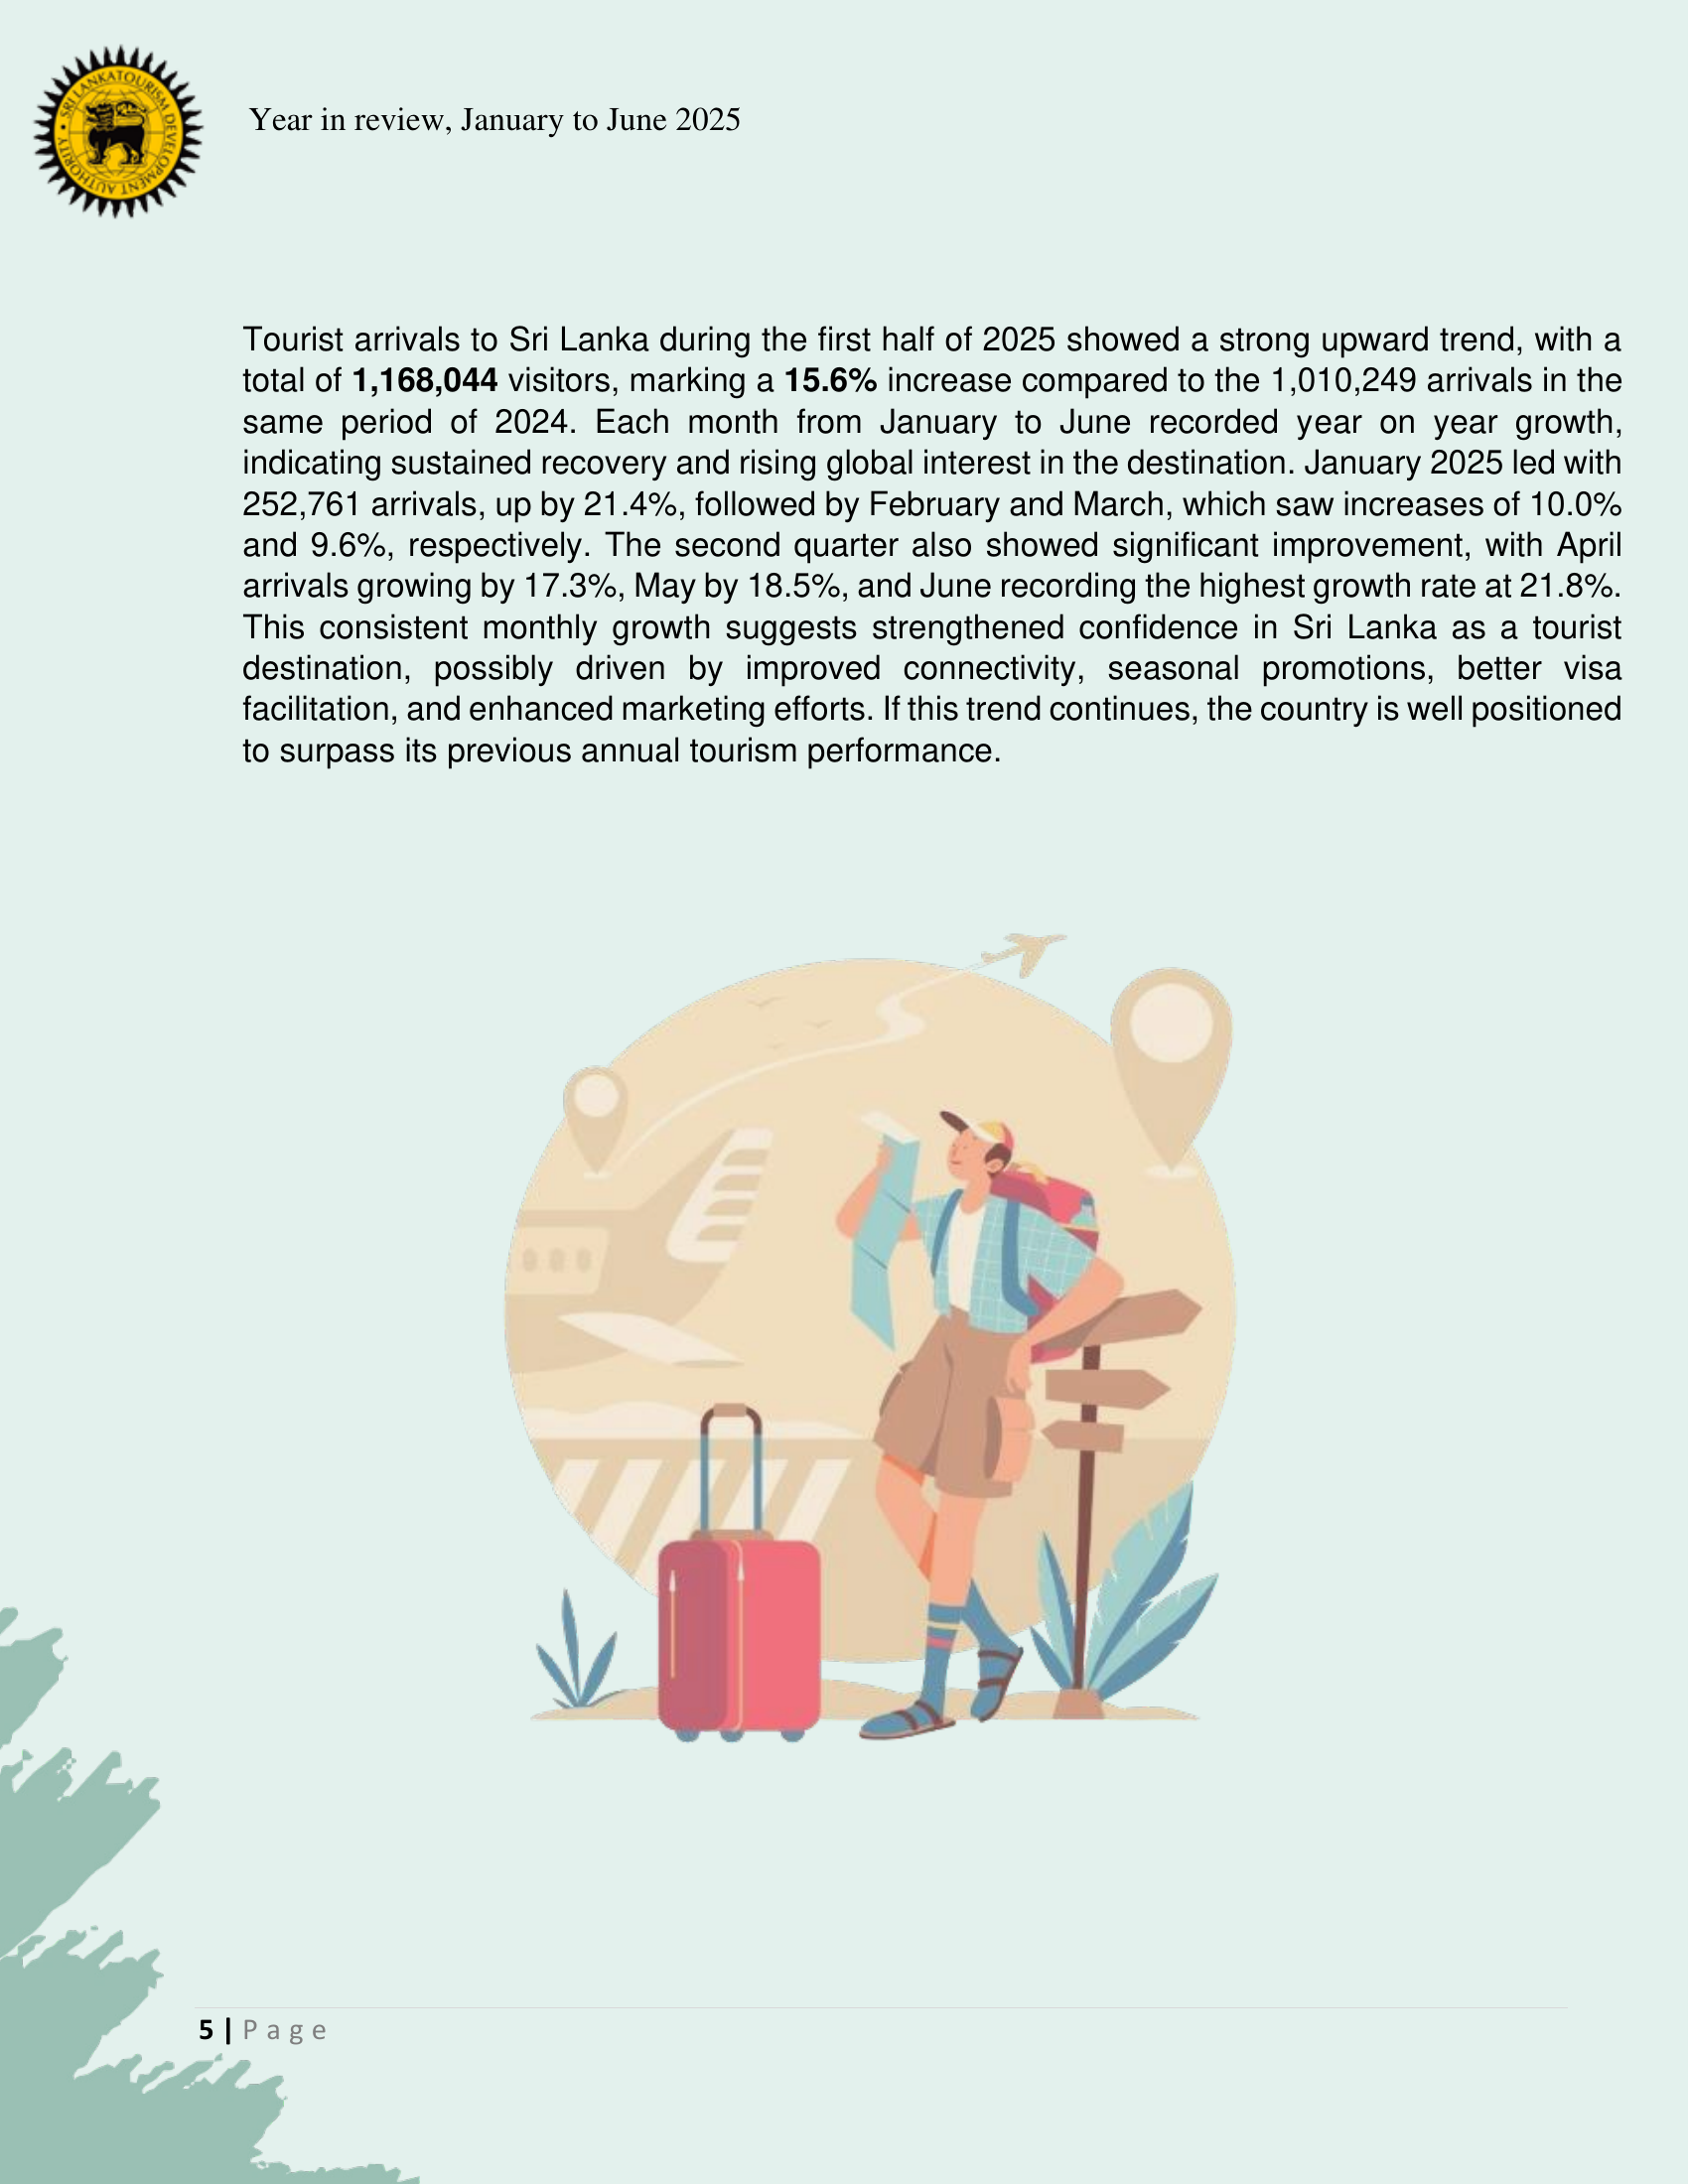 SRI LANKA TOURISM DEVELOPMENT AUTHORITY •
Year in review, January to June 2025
Tourist arrivals to Sri Lanka during the first half of 2025 showed a strong upward trend, with a
total of 1,168,044 visitors, marking a 15.6% increase compared to the 1,010,249 arrivals in the
same period of 2024. Each month from January to June recorded year on year growth,
indicating sustained recovery and rising global interest in the destination. January 2025 led with
252,761 arrivals, up by 21.4%, followed by February and March, which saw increases of 10.0%
and 9.6%, respectively. The second quarter also showed significant improvement, with April
arrivals growing by 17.3%, May by 18.5%, and June recording the highest growth rate at 21.8%.
This consistent monthly growth suggests strengthened confidence in Sri Lanka as a tourist
destination, possibly driven by improved connectivity, seasonal promotions, better visa
facilitation, and enhanced marketing efforts. If this trend continues, the country is well positioned
to surpass its previous annual tourism performance.
5 | Page